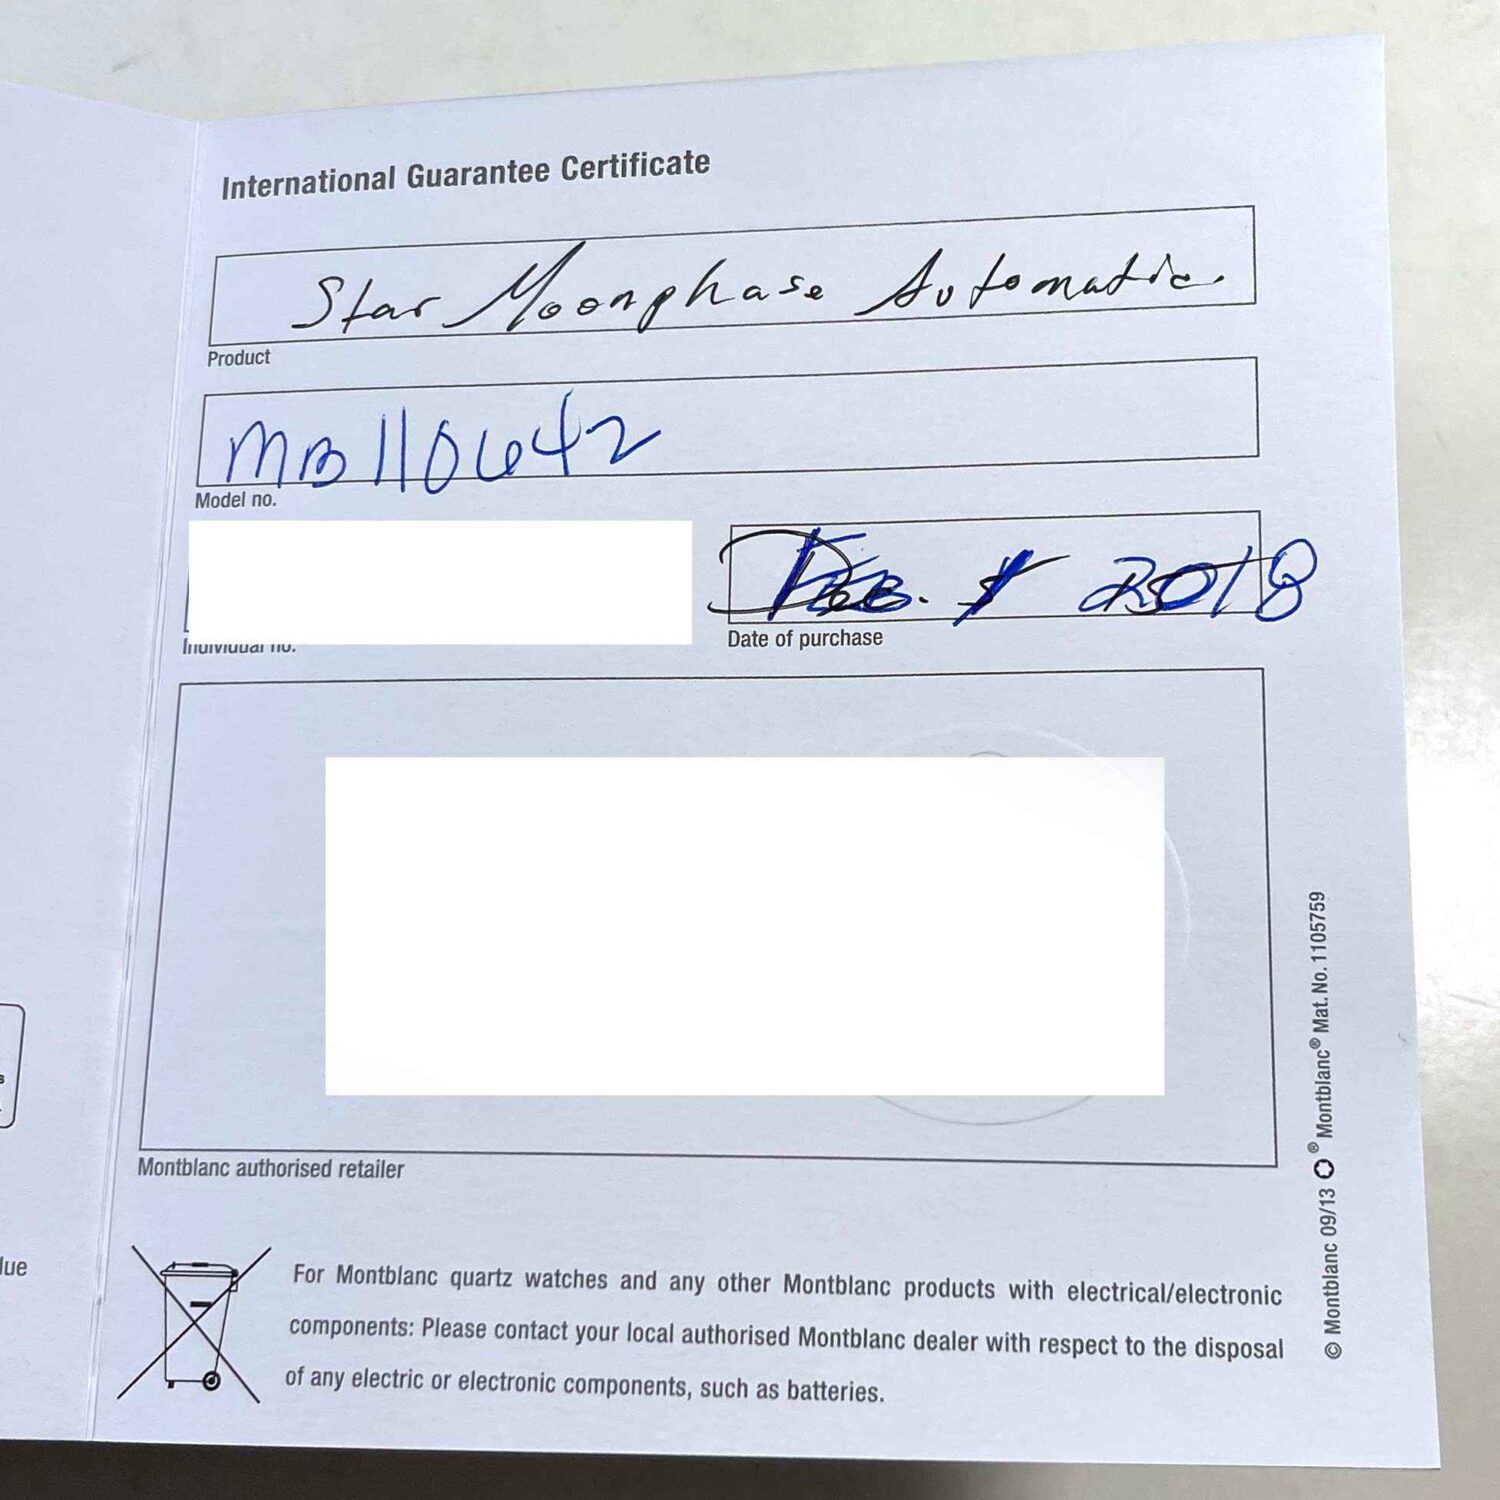 International Guarantee Certificate
Star Moonphase Automatic.
Product
MB110642
Model no.
Individual no.
2018
Date of purchase
Montblanc authorised retailer
For Montblanc quartz watches and any other Montblanc products with electrical/electronic
components: Please contact your local authorised Montblanc dealer with respect to the disposal
of any electric or electronic components, such as batteries.
© Montblanc 09/13 ® Montblanc® Mat. No. 1105759
lue